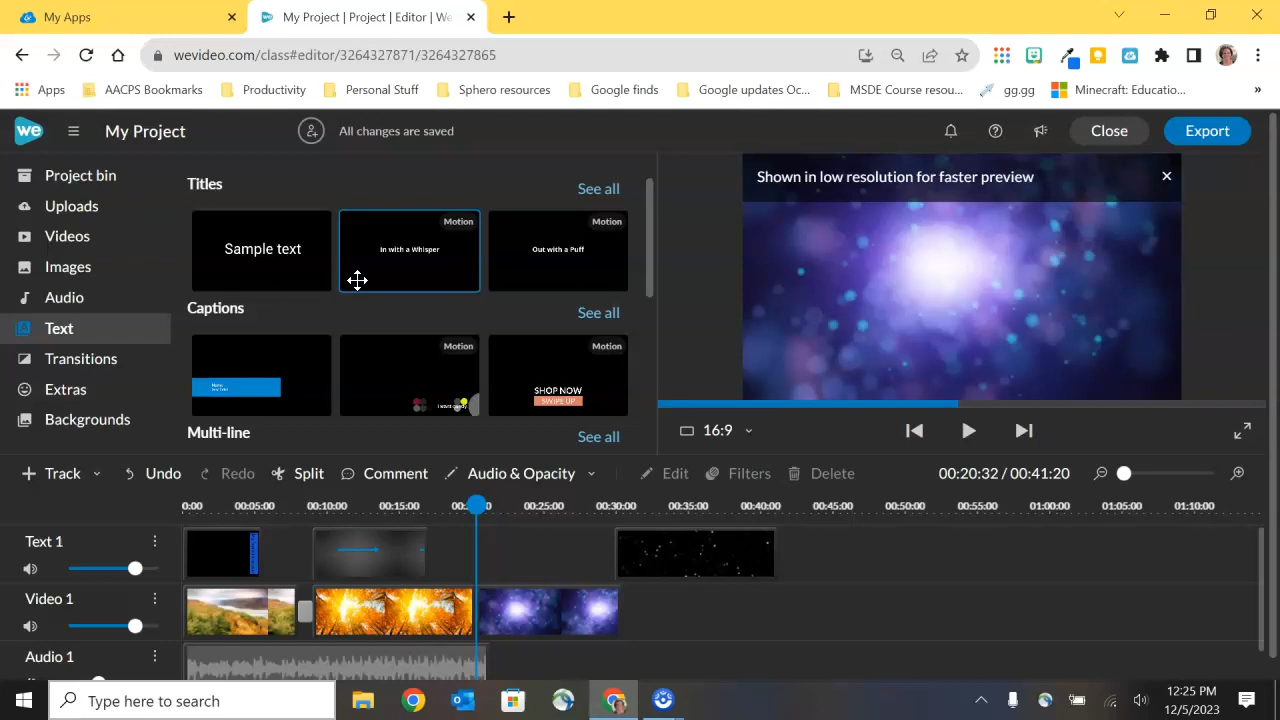 My Apps
My Project | Project | Editor | We
wevideo.com/class#editor/3264327871/3264327865
Apps AACPS Bookmarks Productivity Personal Stuff Sphero resources Google finds Google updates Oc... MSDE Course resou... gg.gg Minecraft: Educatio... »
we My Project All changes are saved Close Export
Project bin
Uploads
Videos
Images
Audio
Text
Transitions
Extras
Backgrounds
Titles See all
Sample text
Motion
In with a Whisper
Motion
Out with a Puff
Captions See all
Motion
Motion
SHOP NOW
SWIPE UP
Multi-line See all
Shown in low resolution for faster preview
16:9
Track Undo Redo Split Comment Audio & Opacity Edit Filters Delete 00:20:32 / 00:41:20
0:00 00:05:00 00:10:00 00:15:00 00:25:00 00:30:00 00:35:00 00:40:00 00:45:00 00:50:00 00:55:00 01:00:00 01:05:00 01:10:00
Text 1
Video 1
Audio 1
Type here to search
12:25 PM
12/5/2023